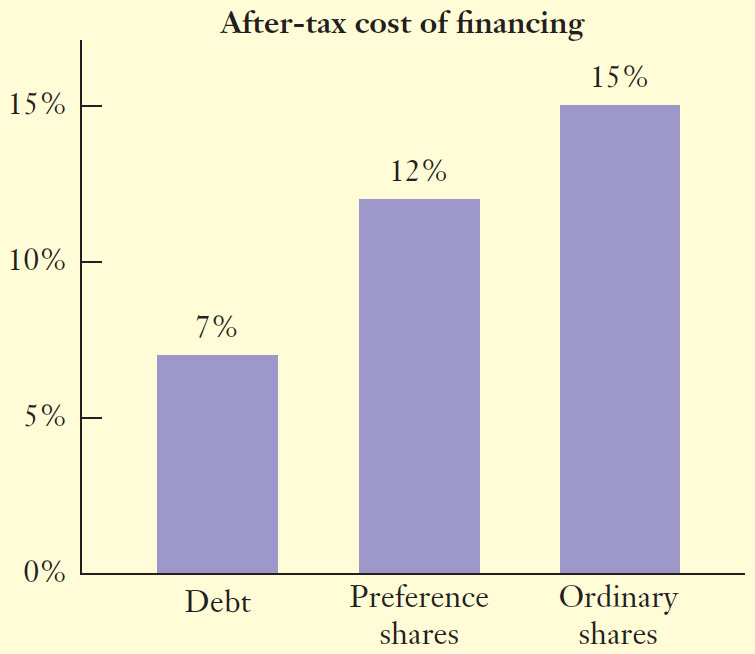 After-tax cost of financing
15%
15%
12%
10%
7%
5%
0%
Debt
Preference
shares
Ordinary
shares